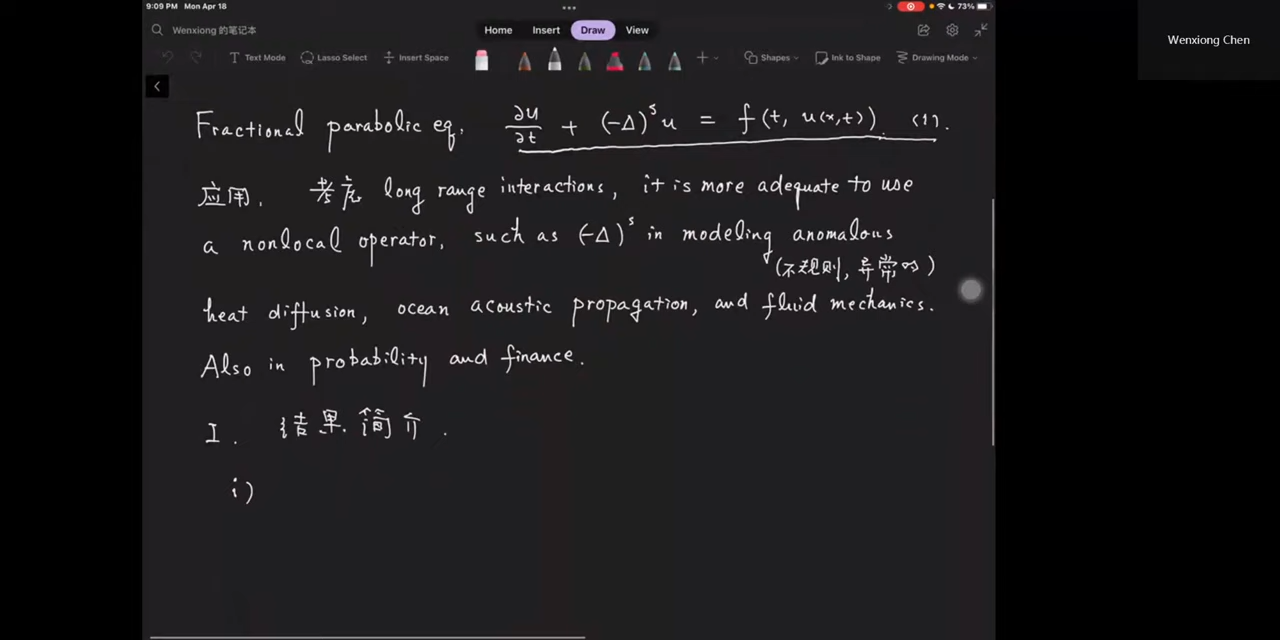 9:09 PM Mon Apr 18
73%
Wenxiong 的笔记本
Home Insert Draw View
Text Mode Lasso Select Insert Space Shapes Ink to Shape Drawing Mode
Wenxiong Chen
Fractional parabolic eq. ∂u/∂t + (-Δ)^s u = f(t, u(x,t)) (1).
应用. 考虑 long range interactions, it is more adequate to use
a nonlocal operator, such as (-Δ)^s in modeling anomalous
(不规则, 异常的)
heat diffusion, ocean acoustic propagation, and fluid mechanics.
Also in probability and finance.
I. 结果简介.
i)